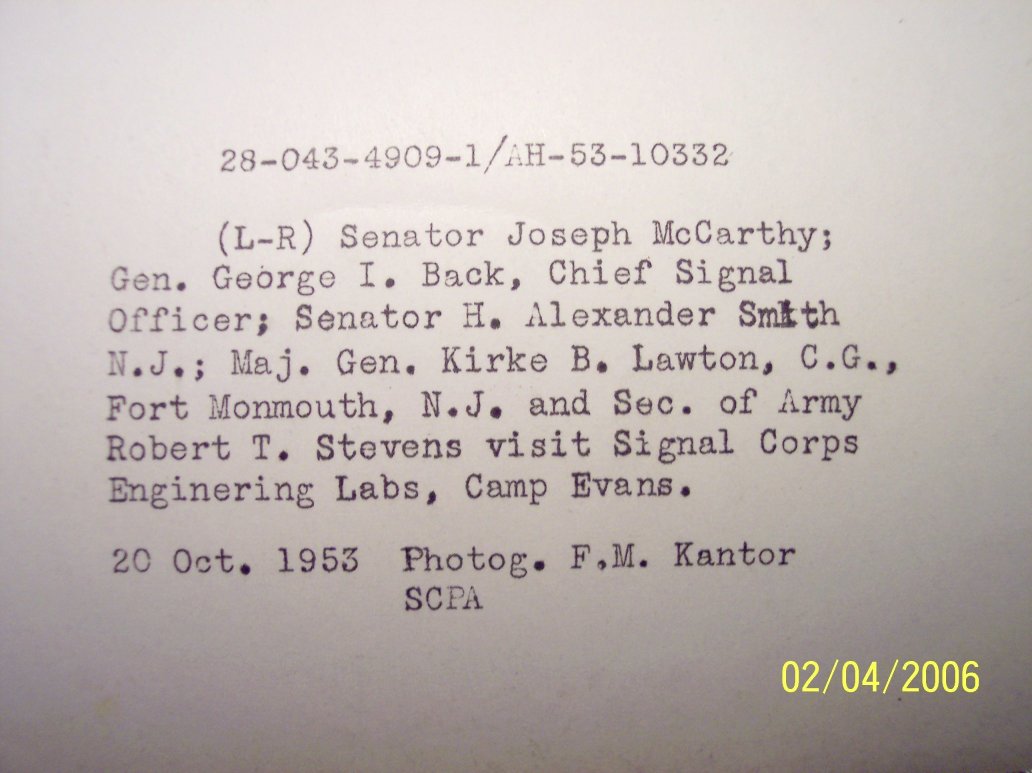 28-043-4909-1/AH-53-10332
(L-R) Senator Joseph McCarthy;
Gen. George I. Back, Chief Signal
Officer; Senator H. Alexander Smith
N.J.; Maj. Gen. Kirke B. Lawton, C.G.,
Fort Monmouth, N.J. and Sec. of Army
Robert T. Stevens visit Signal Corps
Enginering Labs, Camp Evans.
20 Oct. 1953 Photog. F.M. Kantor
SCPA
02/04/2006